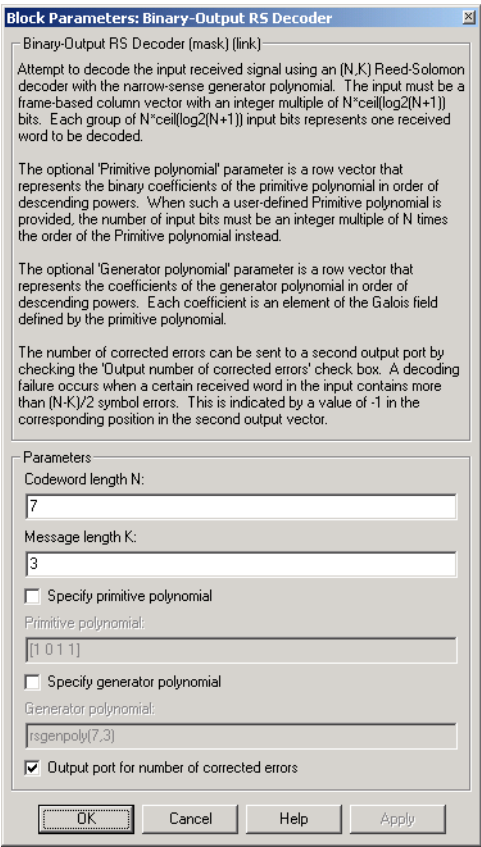 Block Parameters: Binary-Output RS Decoder
Binary-Output RS Decoder (mask) (link)
Attempt to decode the input received signal using an (N,K) Reed-Solomon
decoder with the narrow-sense generator polynomial. The input must be a
frame-based column vector with an integer multiple of N*ceil(log2(N+1))
bits. Each group of N*ceil(log2(N+1)) input bits represents one received
word to be decoded.
The optional 'Primitive polynomial' parameter is a row vector that
represents the binary coefficients of the primitive polynomial in order of
descending powers. When such a user-defined Primitive polynomial is
provided, the number of input bits must be an integer multiple of N times
the order of the Primitive polynomial instead.
The optional 'Generator polynomial' parameter is a row vector that
represents the coefficients of the generator polynomial in order of
descending powers. Each coefficient is an element of the Galois field
defined by the primitive polynomial.
The number of corrected errors can be sent to a second output port by
checking the 'Output number of corrected errors' check box. A decoding
failure occurs when a certain received word in the input contains more
than (N-K)/2 symbol errors. This is indicated by a value of -1 in the
corresponding position in the second output vector.
Parameters
Codeword length N:
7
Message length K:
3
Specify primitive polynomial
Primitive polynomial:
[1 0 1 1]
Specify generator polynomial
Generator polynomial:
rsgenpoly(7,3)
Output port for number of corrected errors
OK Cancel Help Apply